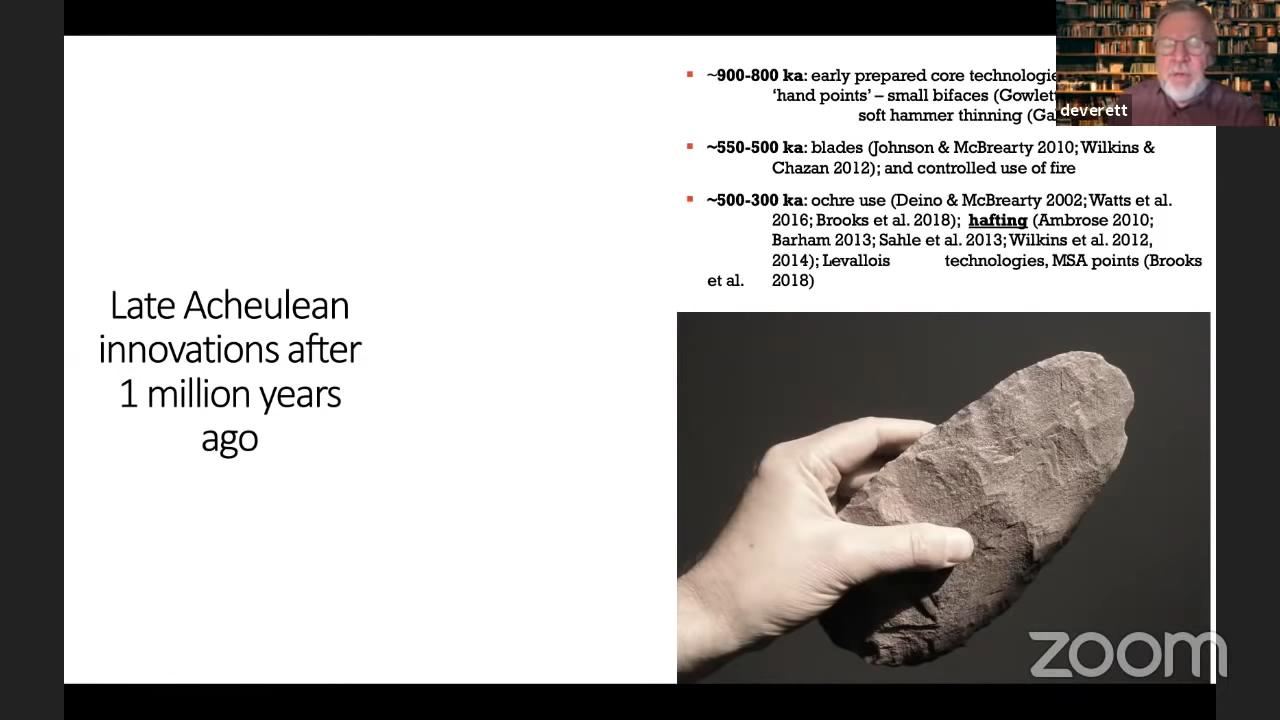 ~900-800 ka: early prepared core
'hand points' – small bifaces
soft hammer thinning
deverett
~550-500 ka: blades (Johnson & McBrearty 2010; Wilkins &
Chazan 2012); and controlled use of fire
~500-300 ka: ochre use (Deino & McBrearty 2002; Watts et al.
2016; Brooks et al. 2018); hafting (Ambrose 2010;
Barham 2013; Sahle et al. 2013; Wilkins et al. 2012,
2014); Levallois technologies, MSA points (Brooks
et al. 2018)
Late Acheulean
innovations after
1 million years
ago
zoom